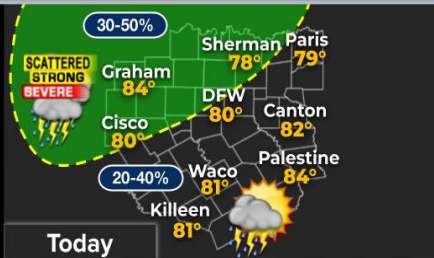 30-50%
Sherman
78°
Paris
79°
SCATTERED
STRONG
SEVERE
Graham
84°
DFW
80°
Canton
82°
Cisco
80°
Palestine
84°
20-40%
Waco
81°
Killeen
81°
Today